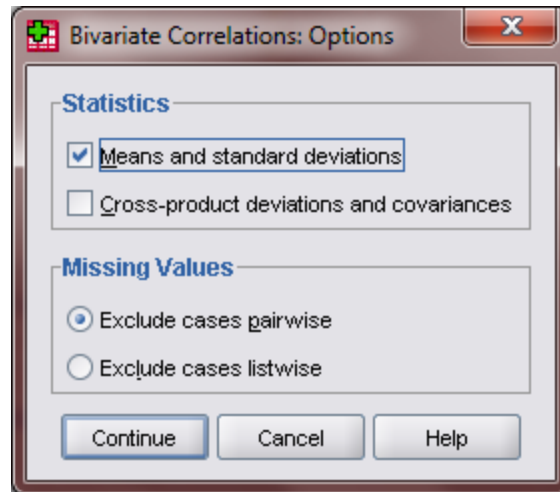 Bivariate Correlations: Options
Statistics
Means and standard deviations
Cross-product deviations and covariances
Missing Values
Exclude cases pairwise
Exclude cases listwise
Continue Cancel Help